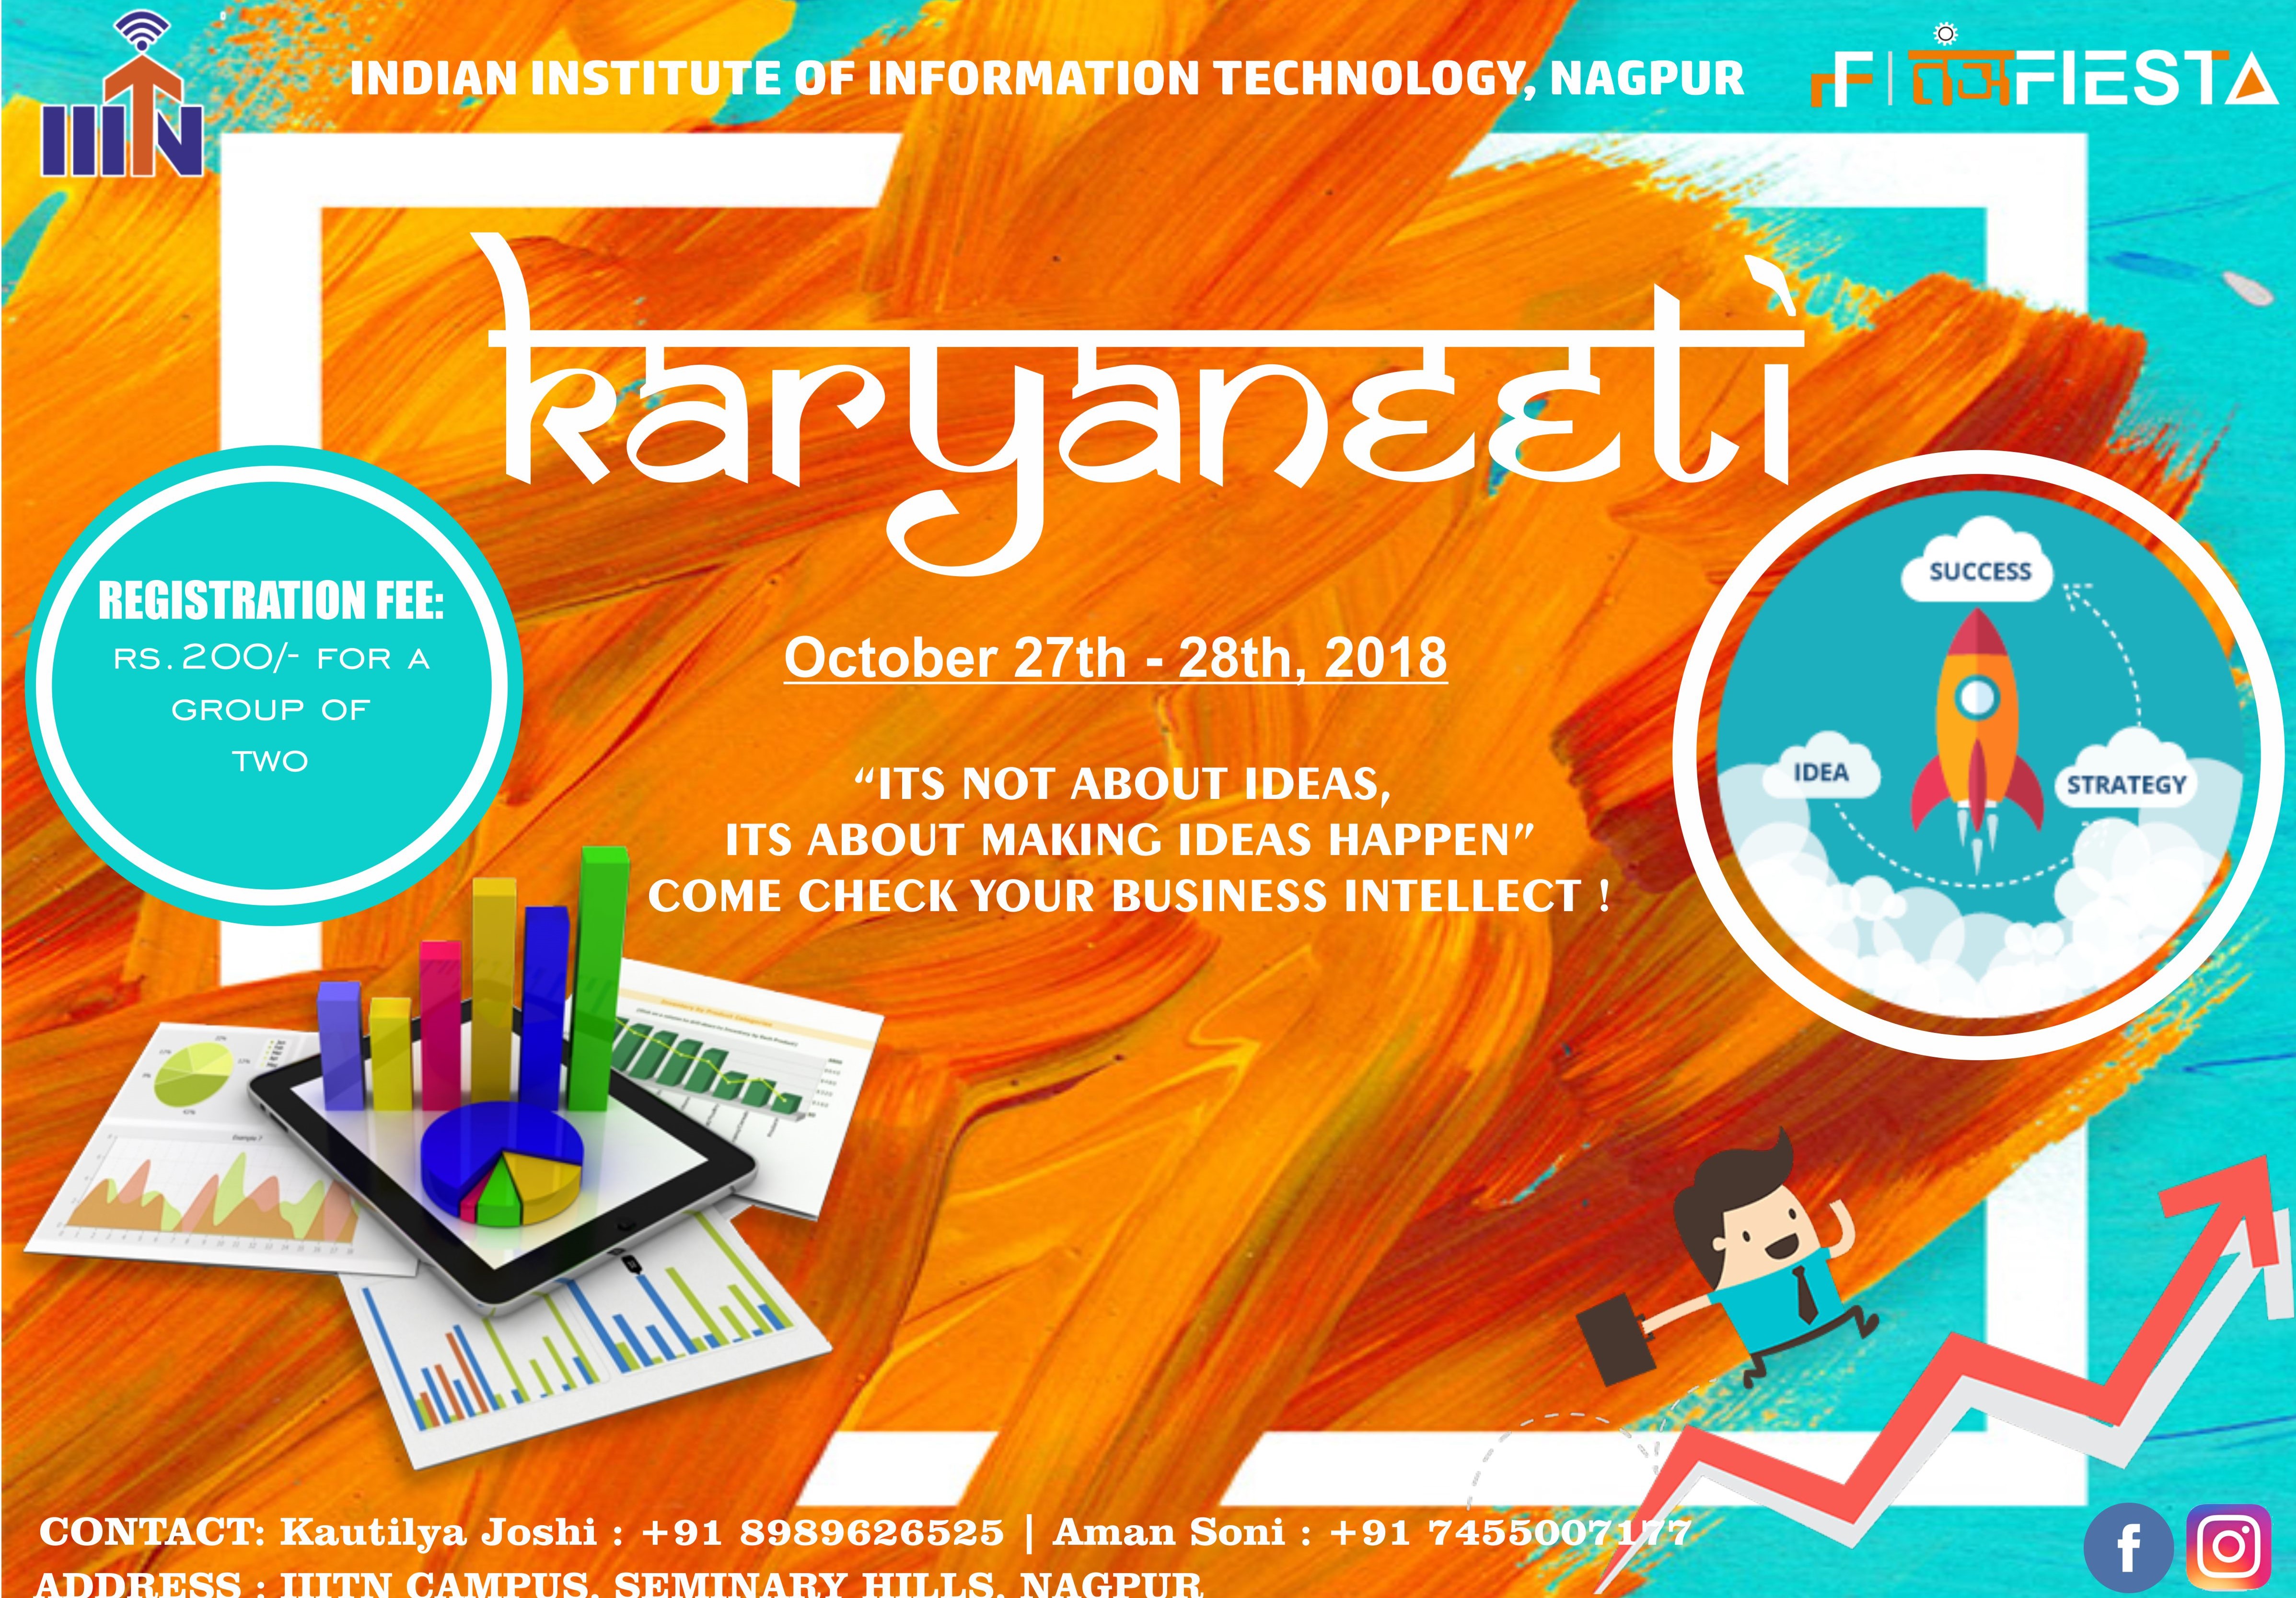 IIITN
INDIAN INSTITUTE OF INFORMATION TECHNOLOGY, NAGPUR
तंत्रFIESTA
karyaneeti
REGISTRATION FEE:
RS.200/- FOR A
GROUP OF
TWO
October 27th - 28th, 2018
“ITS NOT ABOUT IDEAS,
ITS ABOUT MAKING IDEAS HAPPEN”
COME CHECK YOUR BUSINESS INTELLECT !
SUCCESS
IDEA
STRATEGY
CONTACT: Kautilya Joshi : +91 8989626525 | Aman Soni : +91 7455007177
ADDRESS : IIITN CAMPUS, SEMINARY HILLS, NAGPUR